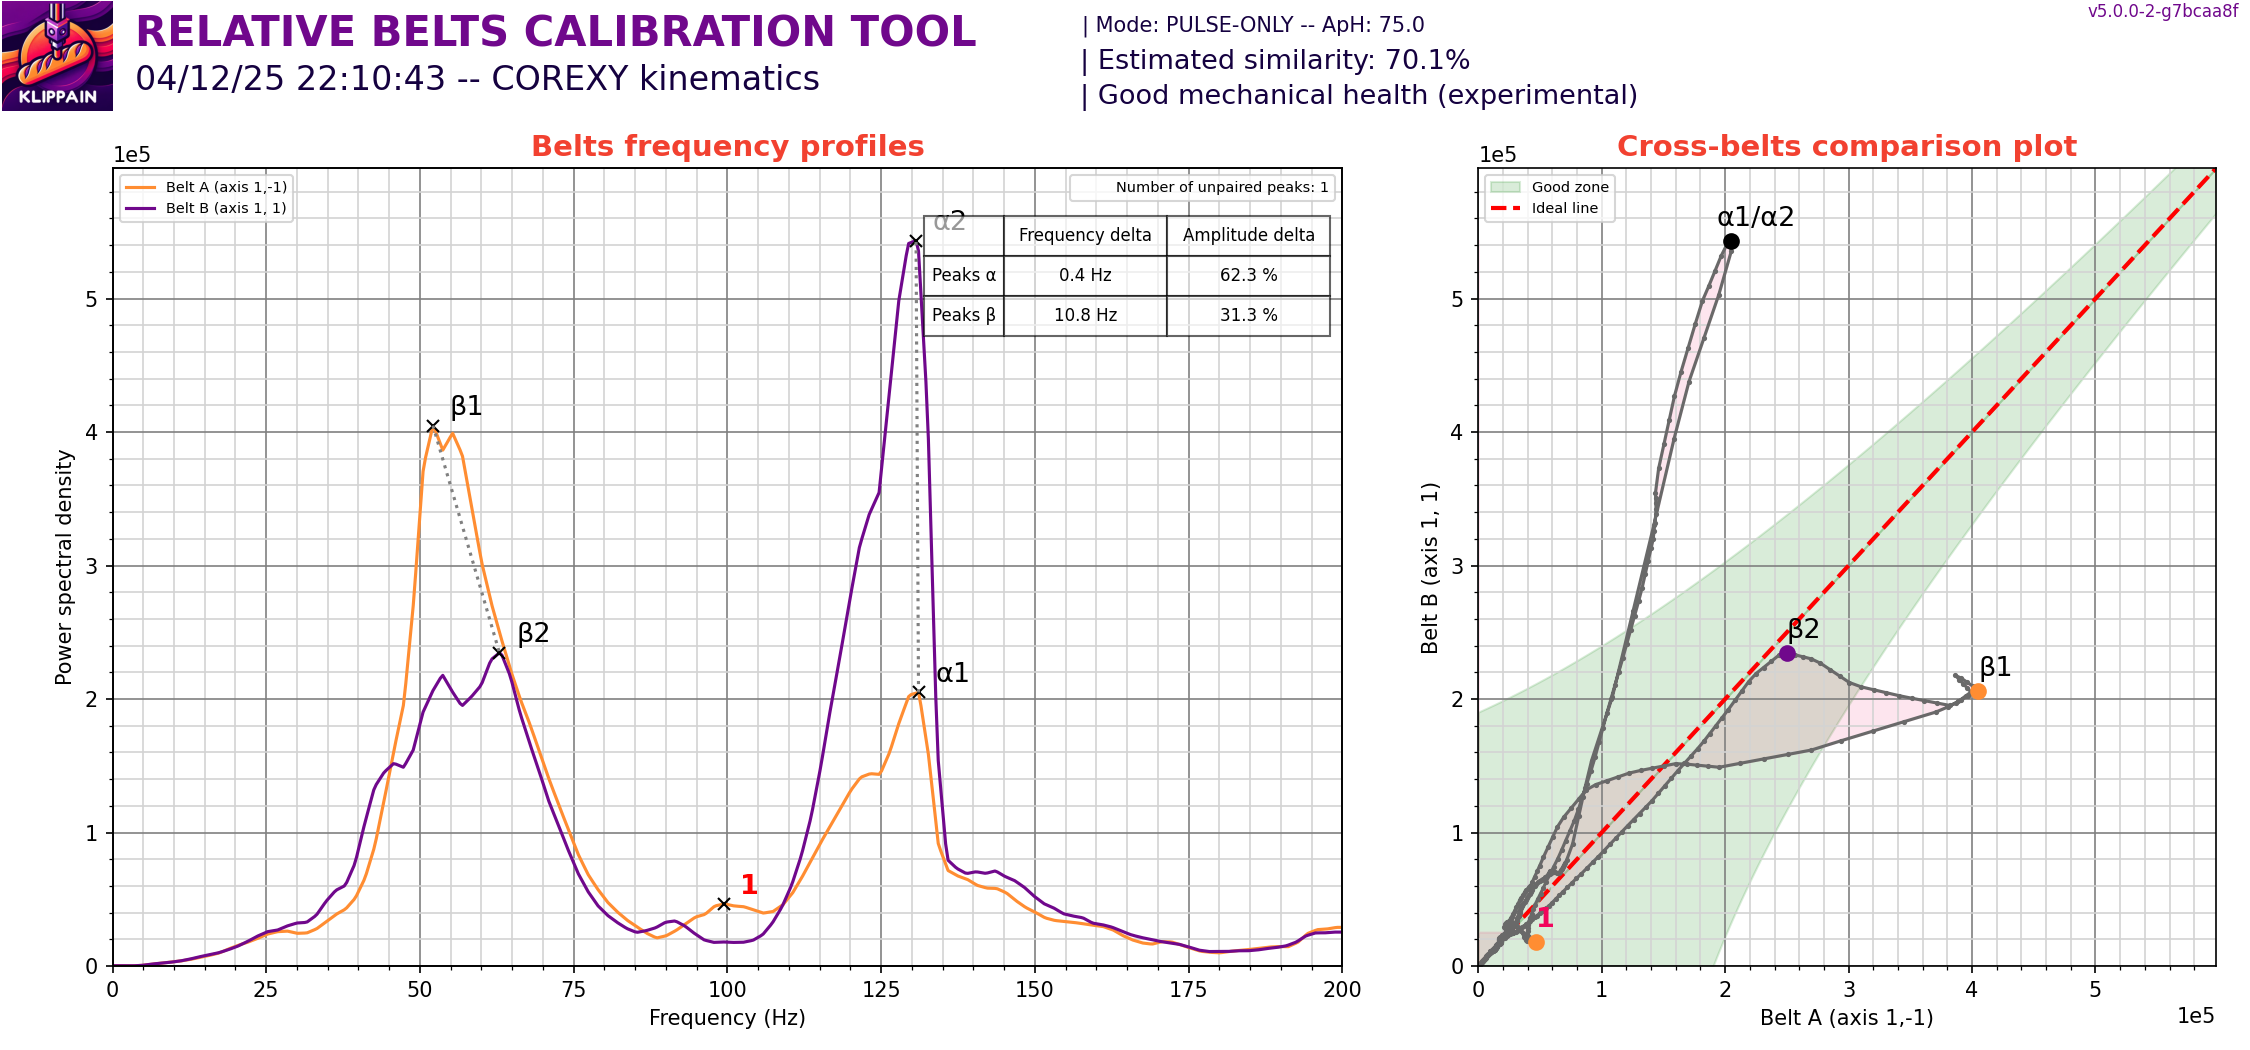 KLIPPAIN
RELATIVE BELTS CALIBRATION TOOL
04/12/25 22:10:43 -- COREXY kinematics
| Mode: PULSE-ONLY -- ApH: 75.0
| Estimated similarity: 70.1%
| Good mechanical health (experimental)
v5.0.0-2-g7bcaa8f
Belts frequency profiles
1e5
Belt A (axis 1,-1)
Belt B (axis 1, 1)
Number of unpaired peaks: 1
α2
Frequency delta Amplitude delta
Peaks α 0.4 Hz 62.3 %
Peaks β 10.8 Hz 31.3 %
β1
β2
α1
1
5
4
3
2
1
0
Power spectral density
0 25 50 75 100 125 150 175 200
Frequency (Hz)
Cross-belts comparison plot
1e5
Good zone
Ideal line
α1/α2
β2
β1
1
5
4
3
2
1
0
Belt B (axis 1, 1)
0 1 2 3 4 5
Belt A (axis 1,-1)
1e5